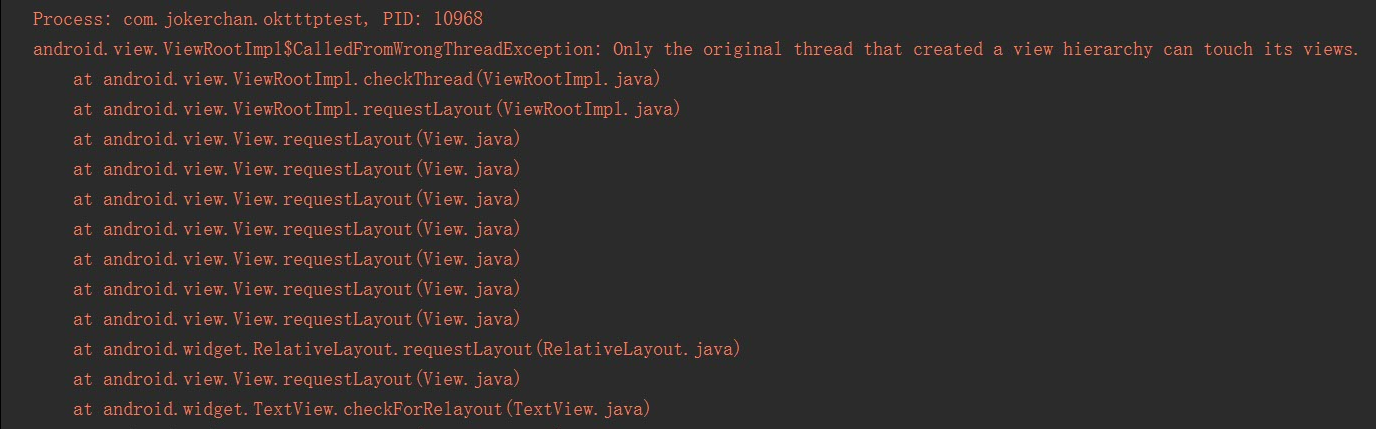 Process: com.jokerchan.oktttptest, PID: 10968
android.view.ViewRootImpl$CalledFromWrongThreadException: Only the original thread that created a view hierarchy can touch its views.
at android.view.ViewRootImpl.checkThread(ViewRootImpl.java)
at android.view.ViewRootImpl.requestLayout(ViewRootImpl.java)
at android.view.View.requestLayout(View.java)
at android.view.View.requestLayout(View.java)
at android.view.View.requestLayout(View.java)
at android.view.View.requestLayout(View.java)
at android.view.View.requestLayout(View.java)
at android.view.View.requestLayout(View.java)
at android.view.View.requestLayout(View.java)
at android.widget.RelativeLayout.requestLayout(RelativeLayout.java)
at android.view.View.requestLayout(View.java)
at android.widget.TextView.checkForRelayout(TextView.java)